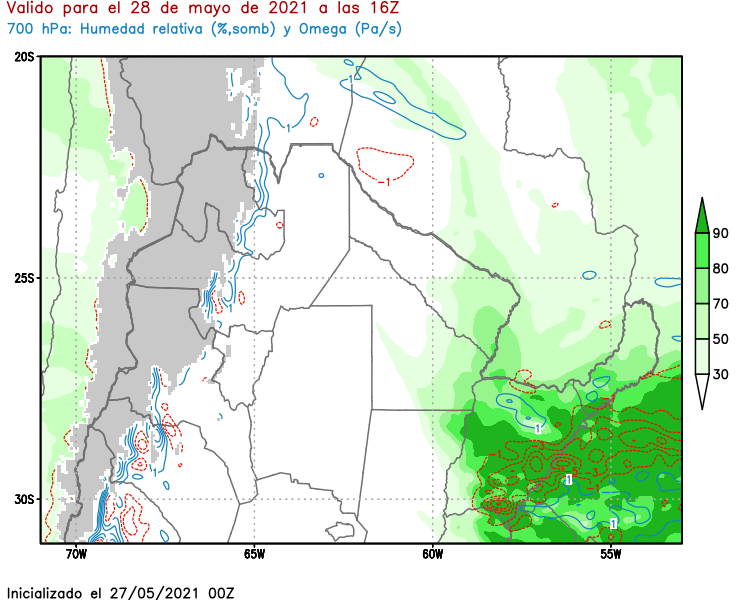 Valido para el 28 de mayo de 2021 a las 16Z
700 hPa: Humedad relativa (%,somb) y Omega (Pa/s)
20S
1
1
-1
90
80
25S
70
50
30
1
1
1
1
30S
1
70W
65W
60W
55W
Inicializado el 27/05/2021 00Z